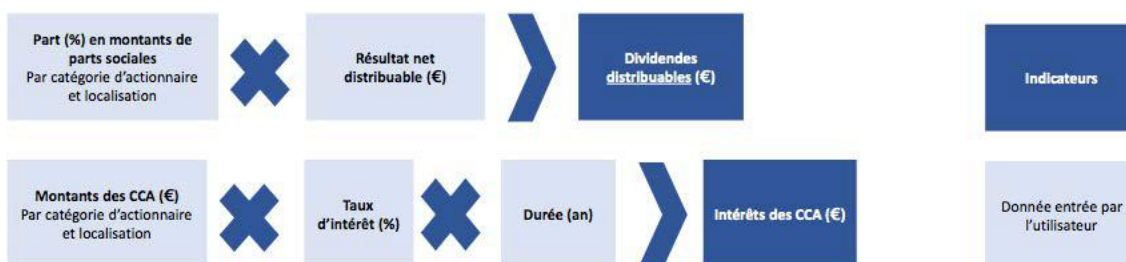 Part (%) en montants de
parts sociales
Par catégorie d'actionnaire
et localisation
Résultat net
distribuable (€)
Dividendes
distribuables (€)
Indicateurs
Montants des CCA (€)
Par catégorie d'actionnaire
et localisation
Taux
d'intérêt (%)
Durée (an)
Intérêts des CCA (€)
Donnée entrée par
l'utilisateur